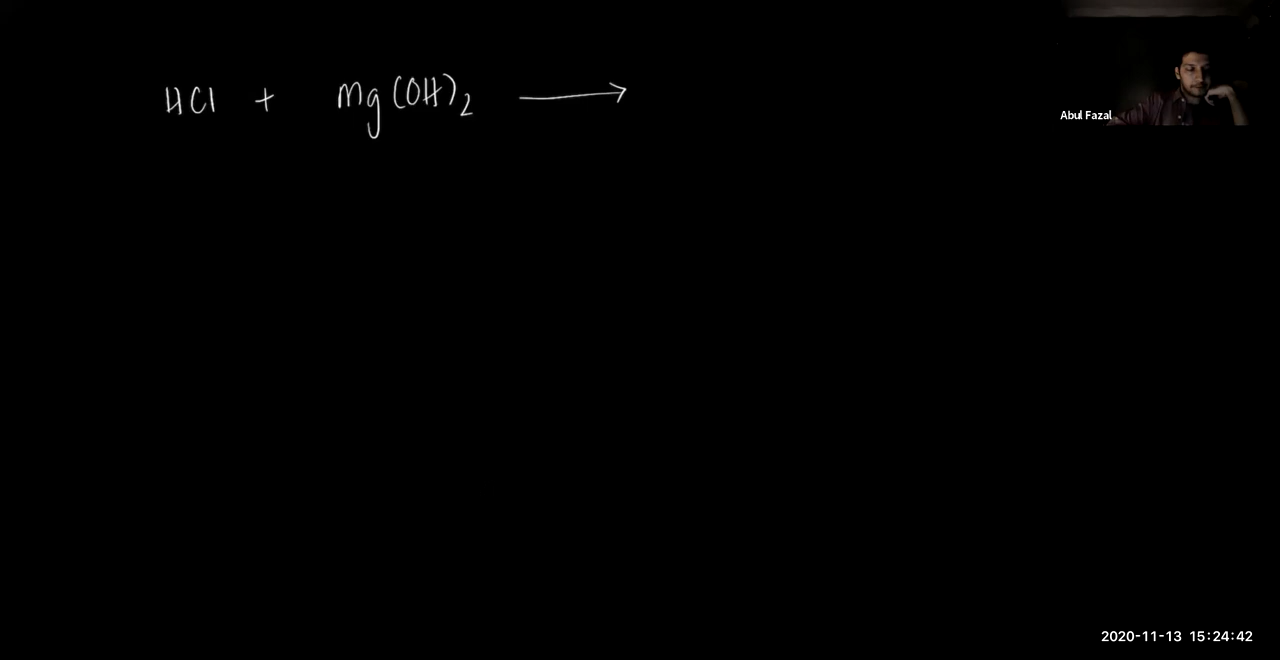 HCl + Mg(OH)₂ ⟶
Abul Fazal
2020-11-13 15:24:42